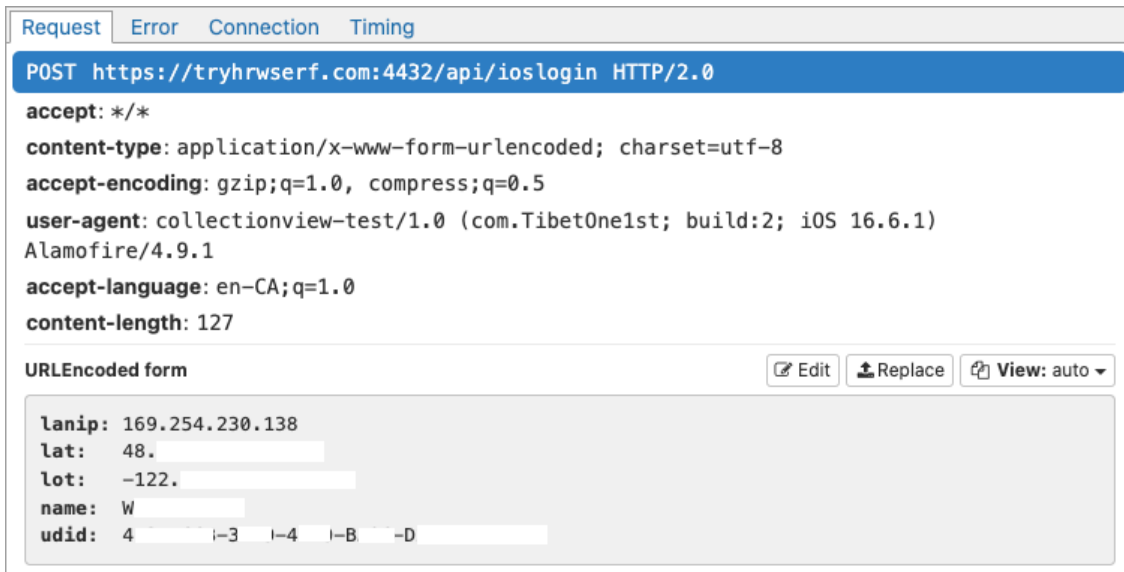 Request Error Connection Timing
POST https://tryhrwserf.com:4432/api/ioslogin HTTP/2.0
accept: */*
content-type: application/x-www-form-urlencoded; charset=utf-8
accept-encoding: gzip;q=1.0, compress;q=0.5
user-agent: collectionview-test/1.0 (com.TibetOne1st; build:2; iOS 16.6.1)
Alamofire/4.9.1
accept-language: en-CA;q=1.0
content-length: 127
URLEncoded form Edit Replace View: auto
lanip: 169.254.230.138
lat: 48.
lot: -122.
name: W
udid: 4 -3 -4 -B -D